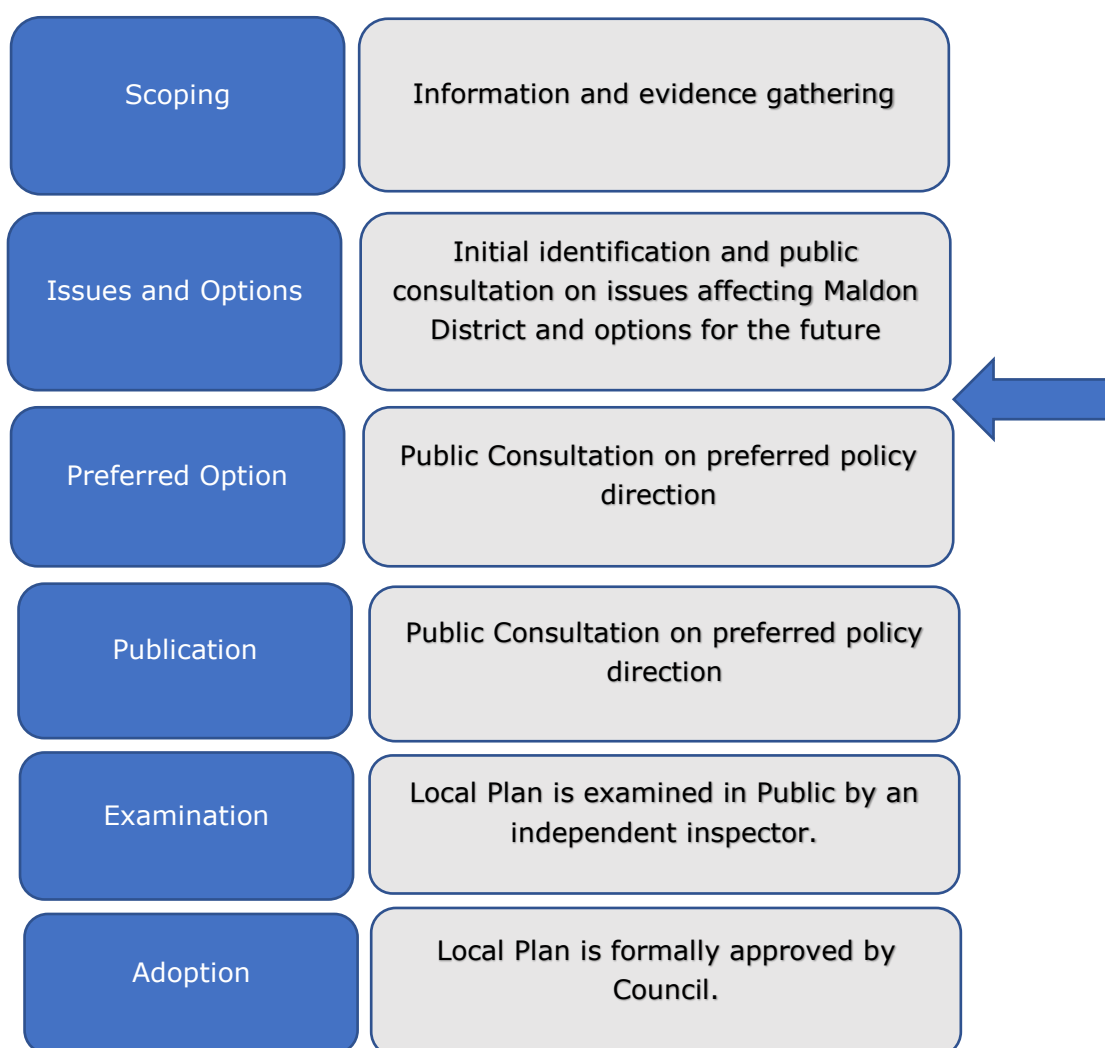 Scoping
Information and evidence gathering
Issues and Options
Initial identification and public
consultation on issues affecting Maldon
District and options for the future
Preferred Option
Public Consultation on preferred policy
direction
Publication
Public Consultation on preferred policy
direction
Examination
Local Plan is examined in Public by an
independent inspector.
Adoption
Local Plan is formally approved by
Council.